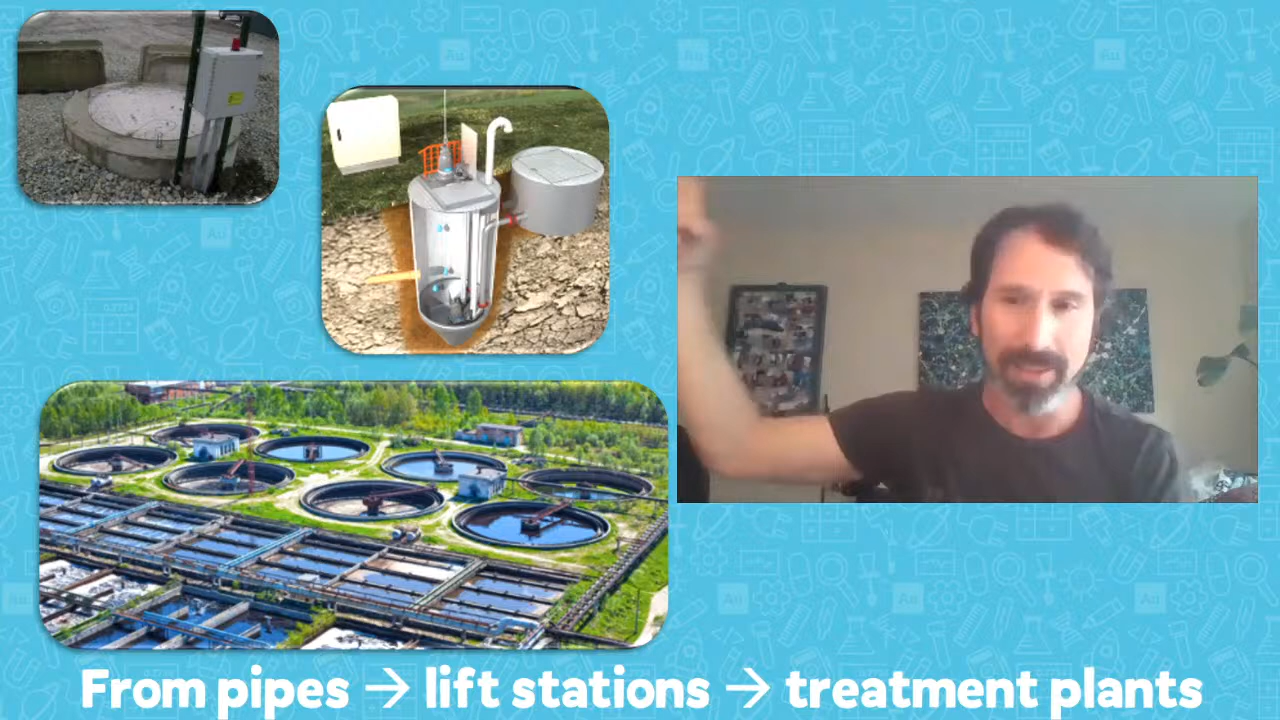 From pipes → lift stations → treatment plants